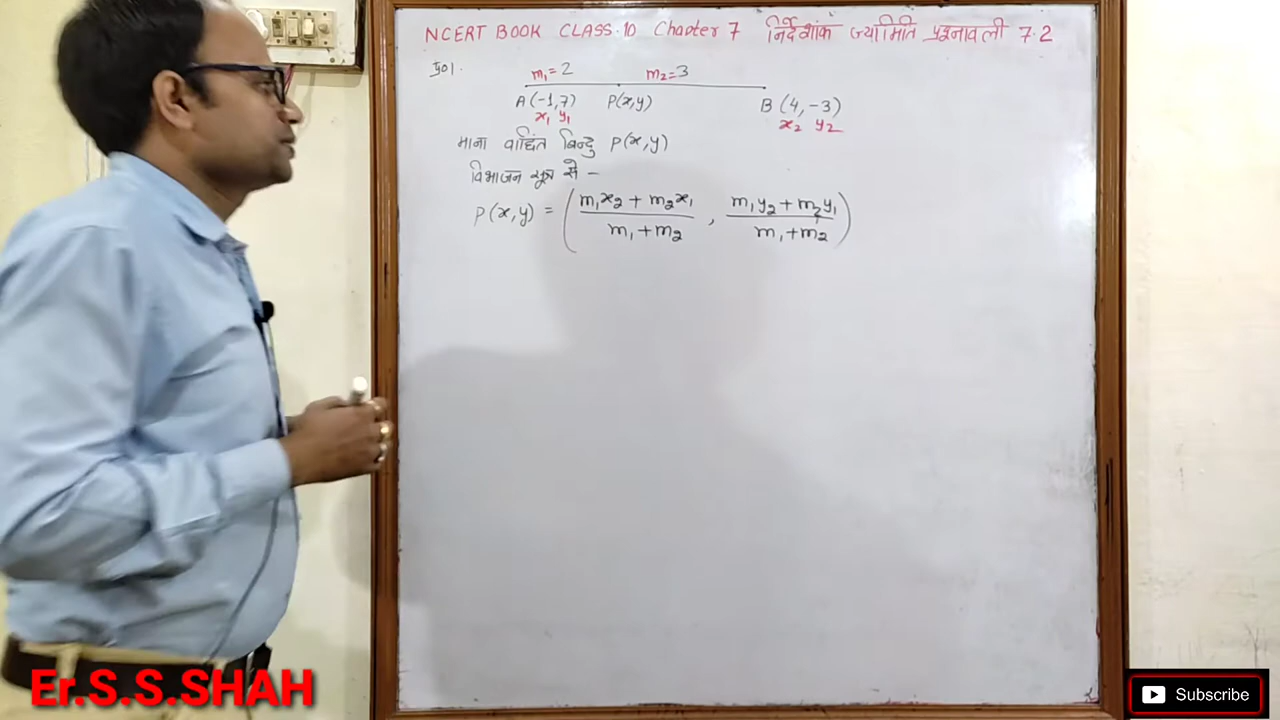 NCERT BOOK CLASS-10 Chapter 7 निर्देशांक ज्यामिति प्रश्नावली 7.2
प्र01.
m₁=2 m₂=3
A(-1,7) P(x,y) B(4,-3)
x₁ y₁ x₂ y₂
माना वांछित बिन्दु P(x,y)
विभाजन सूत्र से -
P(x,y) = ( (m₁x₂ + m₂x₁)/(m₁+m₂) , (m₁y₂ + m₂y₁)/(m₁+m₂) )
Er.S.S.SHAH
Subscribe